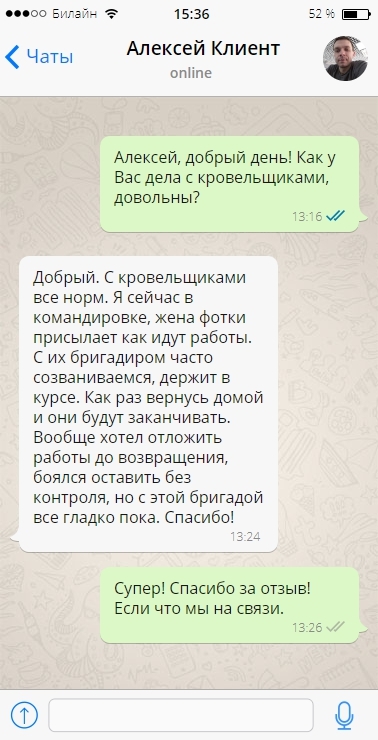 Билайн 15:36 52 %
Чаты Алексей Клиент
online
Алексей, добрый день! Как у
Вас дела с кровельщиками,
довольны?
13:16
Добрый. С кровельщиками
все норм. Я сейчас в
командировке, жена фотки
присылает как идут работы.
С их бригадиром часто
созваниваемся, держит в
курсе. Как раз вернусь домой
и они будут заканчивать.
Вообще хотел отложить
работы до возвращения,
боялся оставить без
контроля, но с этой бригадой
все гладко пока. Спасибо!
13:24
Супер! Спасибо за отзыв!
Если что мы на связи.
13:26